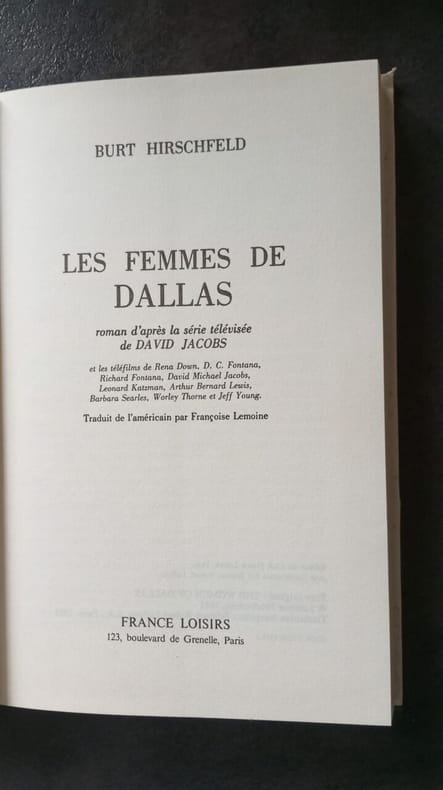 BURT HIRSCHFELD
LES FEMMES DE
DALLAS
roman d'après la série télévisée
de DAVID JACOBS
et les téléfilms de Rena Down, D. C. Fontana,
Richard Fontana, David Michael Jacobs,
Leonard Katzman, Arthur Bernard Lewis,
Barbara Searles, Worley Thorne et Jeff Young.
Traduit de l'américain par Françoise Lemoine
FRANCE LOISIRS
123, boulevard de Grenelle, Paris